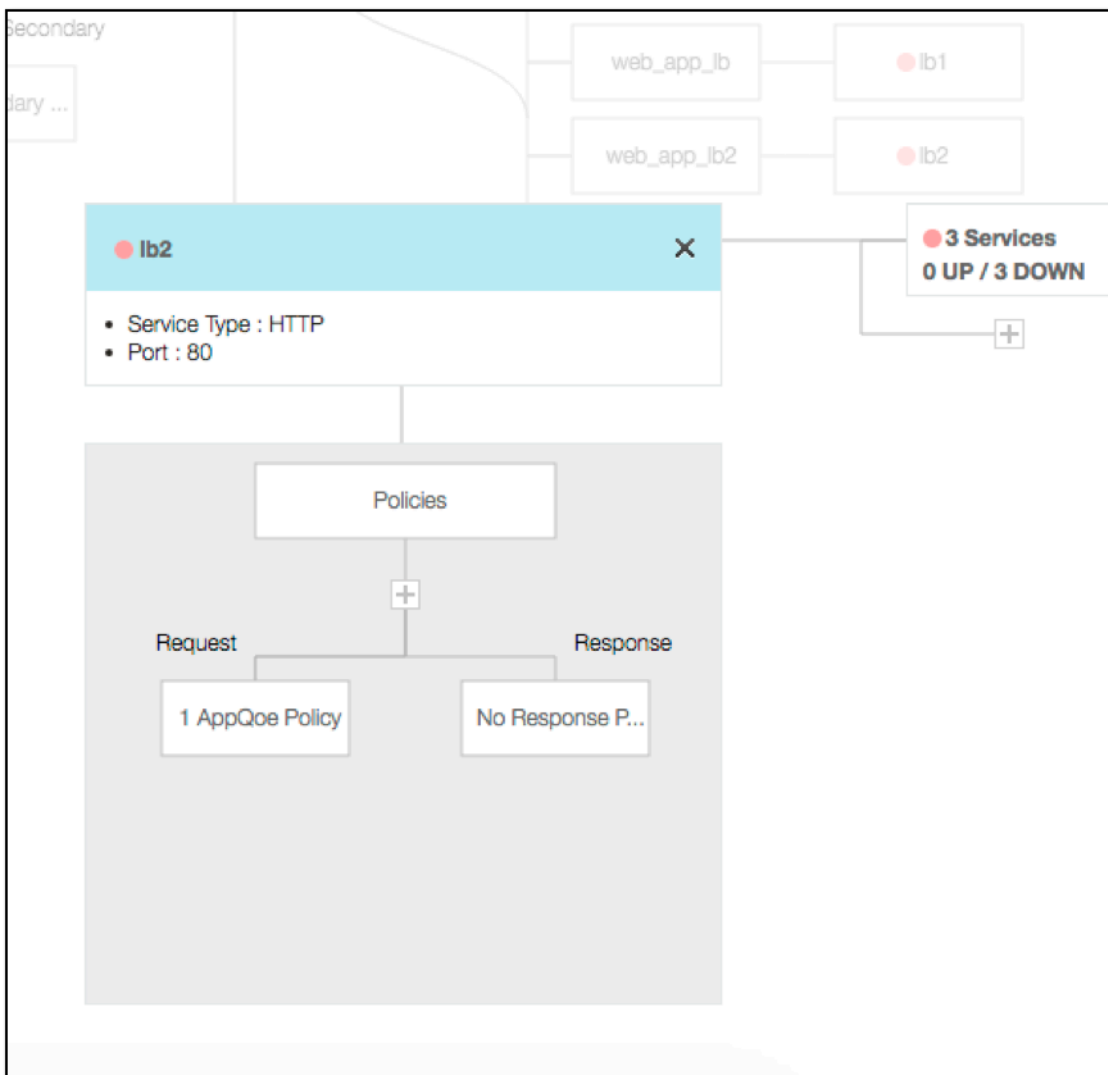 Secondary
dary ...
web_app_lb
lb1
web_app_lb2
lb2
lb2
3 Services
0 UP / 3 DOWN
• Service Type : HTTP
• Port : 80
Policies
Request
Response
1 AppQoe Policy
No Response P...